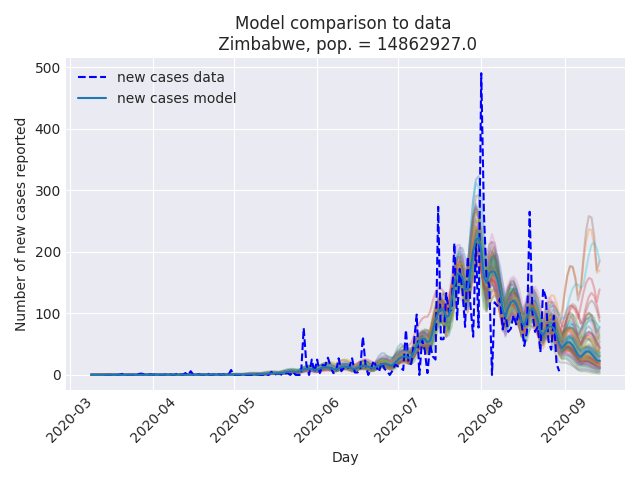 Model comparison to data
Zimbabwe, pop. = 14862927.0
new cases data
new cases model
Number of new cases reported
500
400
300
200
100
0
2020-03
2020-04
2020-05
2020-06
2020-07
2020-08
2020-09
Day